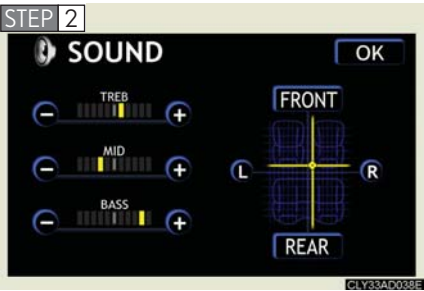 STEP 2
SOUND
OK
TREB
FRONT
MID
L
R
BASS
REAR
CLY33AD038E